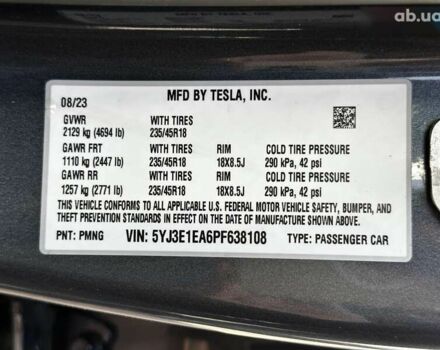 ab.ua
MFD BY TESLA, INC.
08/23
GVWR WITH TIRES
2129 kg (4694 lb) 235/45R18
GAWR FRT WITH TIRES RIM COLD TIRE PRESSURE
1110 kg (2447 lb) 235/45R18 18X8.5J 290 kPa, 42 psi
GAWR RR WITH TIRES RIM COLD TIRE PRESSURE
1257 kg (2771 lb) 235/45R18 18X8.5J 290 kPa, 42 psi
THIS VEHICLE CONFORMS TO ALL APPLICABLE U.S. FEDERAL MOTOR VEHICLE SAFETY, BUMPER, AND
THEFT PREVENTION STANDARDS IN EFFECT ON THE DATE OF MANUFACTURE SHOWN ABOVE.
PNT: PMNG VIN: 5YJ3E1EA6PF638108 TYPE: PASSENGER CAR